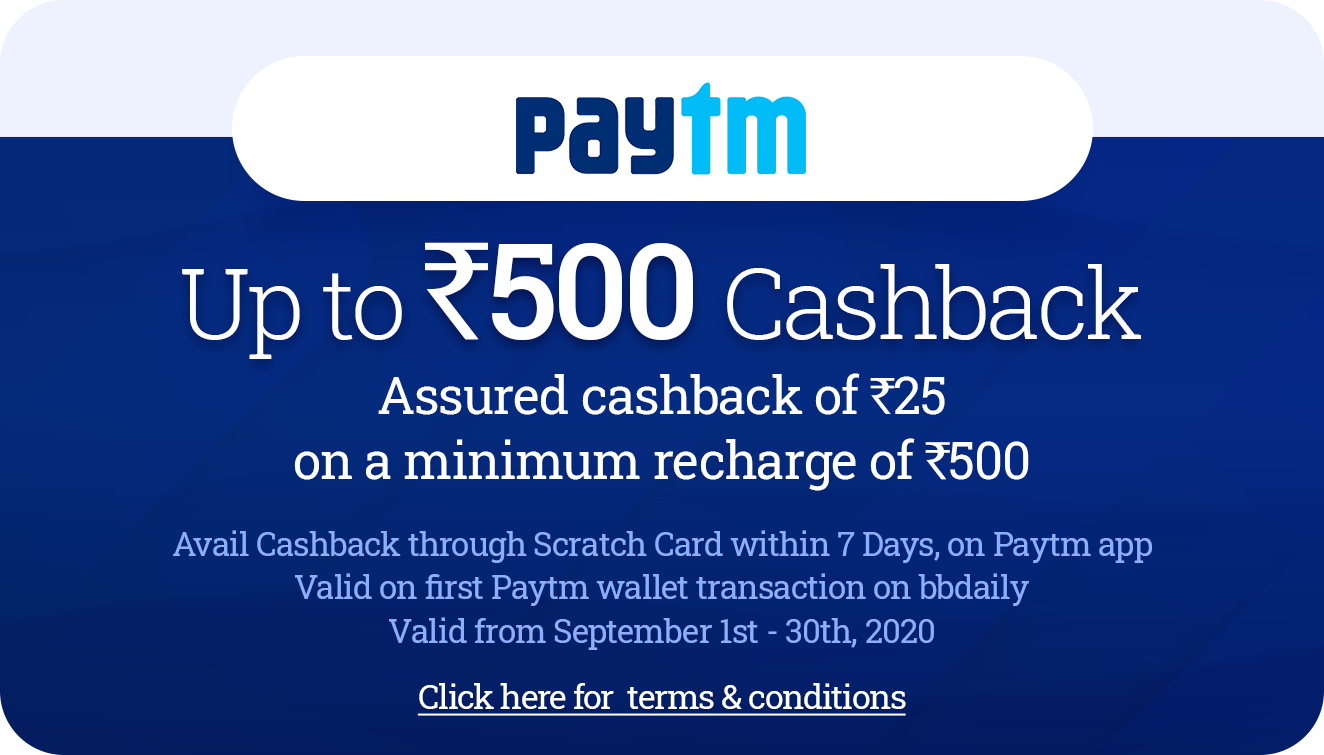 paytm
Up to ₹500 Cashback
Assured cashback of ₹25
on a minimum recharge of ₹500
Avail Cashback through Scratch Card within 7 Days, on Paytm app
Valid on first Paytm wallet transaction on bbdaily
Valid from September 1st - 30th, 2020
Click here for terms & conditions